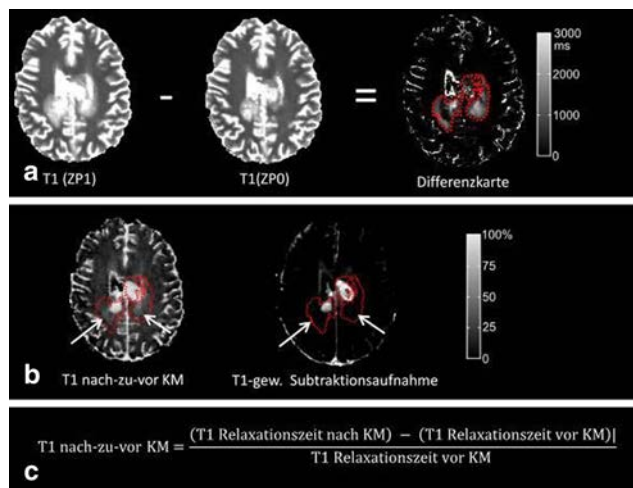 3000
ms
2000
1000
0
-
=
a
T1 (ZP1)
T1(ZP0)
Differenzkarte
100%
75
50
25
0
b
T1 nach-zu-vor KM
T1-gew. Subtraktionsaufnahme
T1 nach-zu-vor KM = (T1 Relaxationszeit nach KM) − (T1 Relaxationszeit vor KM)|
T1 Relaxationszeit vor KM
c